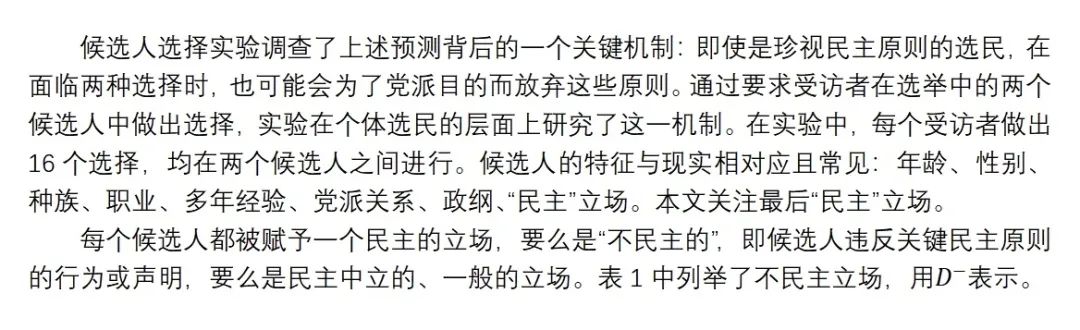 候选人选择实验调查了上述预测背后的一个关键机制：即使是珍视民主原则的选民，在
面临两种选择时，也可能会为了党派目的而放弃这些原则。通过要求受访者在选举中的两个
候选人中做出选择，实验在个体选民的层面上研究了这一机制。在实验中，每个受访者做出
16 个选择，均在两个候选人之间进行。候选人的特征与现实相对应且常见：年龄、性别、
种族、职业、多年经验、党派关系、政纲、“民主”立场。本文关注最后“民主”立场。
每个候选人都被赋予一个民主的立场，要么是“不民主的”，即候选人违反关键民主原则
的行为或声明，要么是民主中立的、一般的立场。表 1 中列举了不民主立场，用D⁻表示。